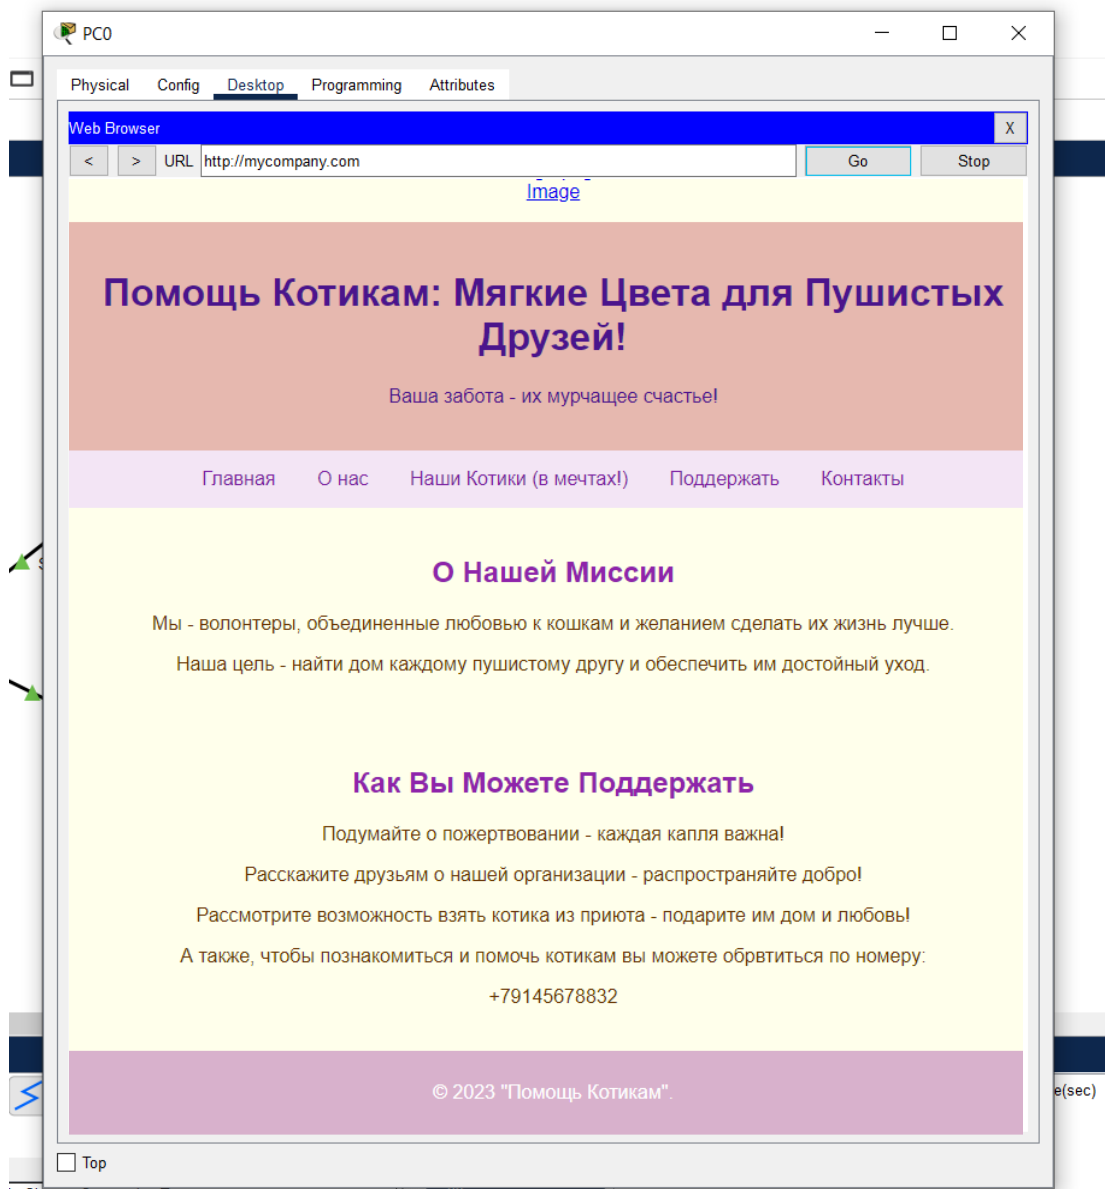 PC0
Physical Config Desktop Programming Attributes
Web Browser
X
< > URL http://mycompany.com Go Stop
Image
Помощь Котикам: Мягкие Цвета для Пушистых
Друзей!
Ваша забота - их мурчащее счастье!
Главная О нас Наши Котики (в мечтах!) Поддержать Контакты
О Нашей Миссии
Мы - волонтеры, объединенные любовью к кошкам и желанием сделать их жизнь лучше.
Наша цель - найти дом каждому пушистому другу и обеспечить им достойный уход.
Как Вы Можете Поддержать
Подумайте о пожертвовании - каждая капля важна!
Расскажите друзьям о нашей организации - распространяйте добро!
Рассмотрите возможность взять котика из приюта - подарите им дом и любовь!
А также, чтобы познакомиться и помочь котикам вы можете обрвтиться по номеру:
+79145678832
© 2023 "Помощь Котикам".
e(sec)
Top